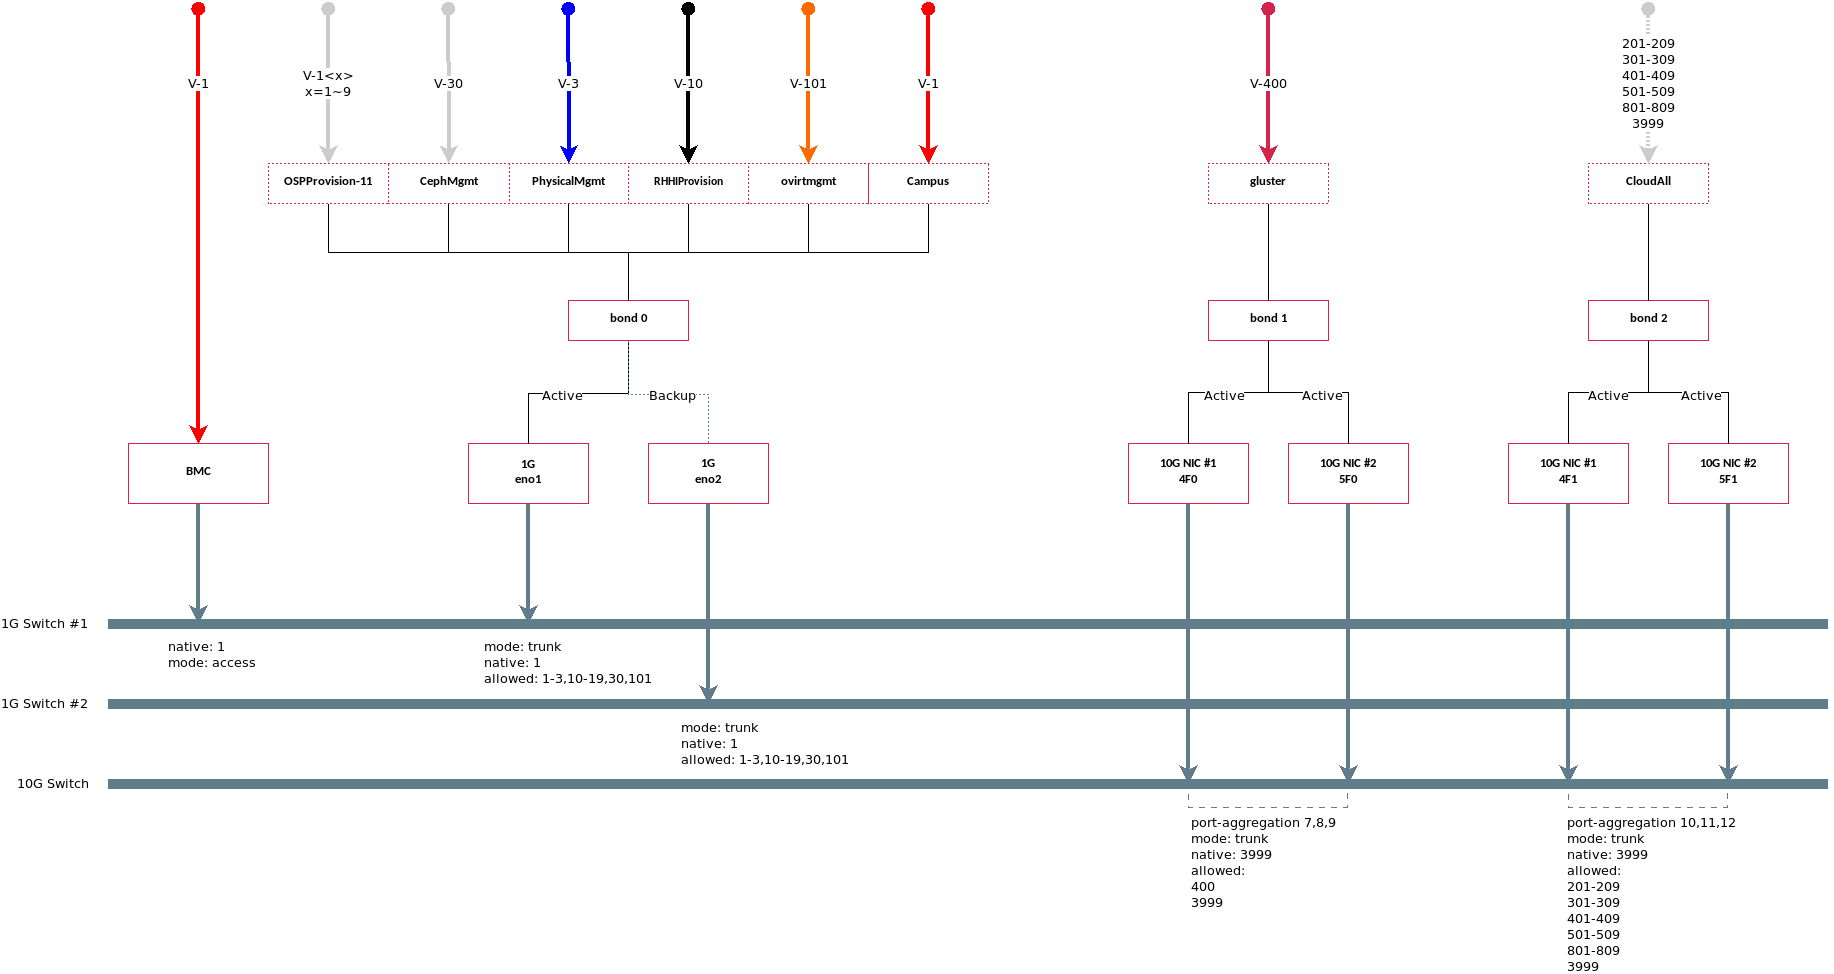 V-1
V-1<x>
x=1~9
V-30
V-3
V-10
V-101
V-1
V-400
201-209
301-309
401-409
501-509
801-809
3999
OSPProvision-11
CephMgmt
PhysicalMgmt
RHHIProvision
ovirtmgmt
Campus
gluster
CloudAll
bond 0
bond 1
bond 2
Active
Backup
Active
Active
Active
Active
BMC
1G
eno1
1G
eno2
10G NIC #1
4F0
10G NIC #2
5F0
10G NIC #1
4F1
10G NIC #2
5F1
1G Switch #1
native: 1
mode: access
mode: trunk
native: 1
allowed: 1-3,10-19,30,101
1G Switch #2
mode: trunk
native: 1
allowed: 1-3,10-19,30,101
10G Switch
port-aggregation 7,8,9
mode: trunk
native: 3999
allowed:
400
3999
port-aggregation 10,11,12
mode: trunk
native: 3999
allowed:
201-209
301-309
401-409
501-509
801-809
3999